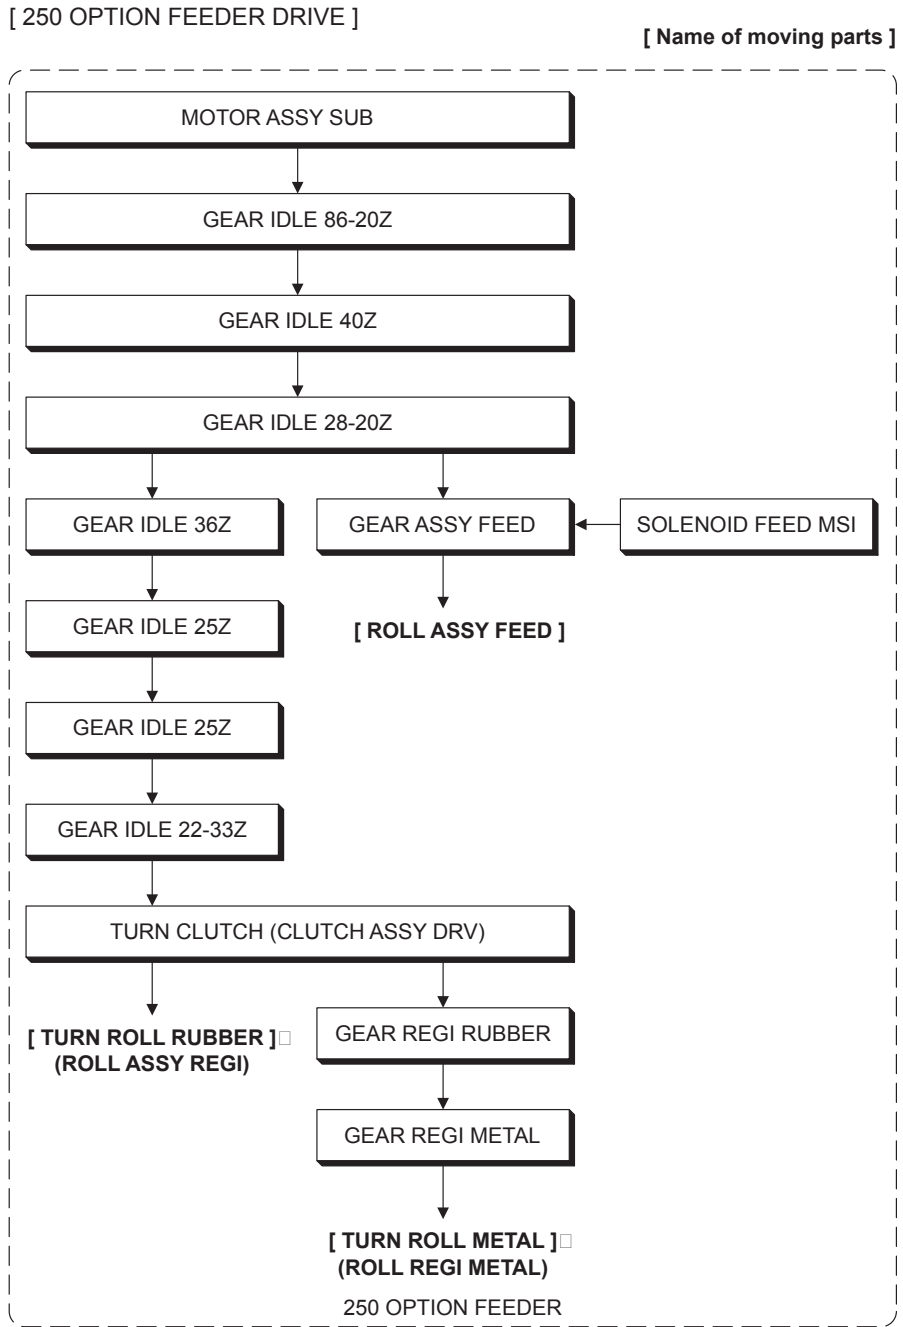 [ 250 OPTION FEEDER DRIVE ]
[ Name of moving parts ]
MOTOR ASSY SUB
GEAR IDLE 86-20Z
GEAR IDLE 40Z
GEAR IDLE 28-20Z
GEAR IDLE 36Z
GEAR ASSY FEED
SOLENOID FEED MSI
GEAR IDLE 25Z
[ ROLL ASSY FEED ]
GEAR IDLE 25Z
GEAR IDLE 22-33Z
TURN CLUTCH (CLUTCH ASSY DRV)
[ TURN ROLL RUBBER ]□
(ROLL ASSY REGI)
GEAR REGI RUBBER
GEAR REGI METAL
[ TURN ROLL METAL ]□
(ROLL REGI METAL)
250 OPTION FEEDER